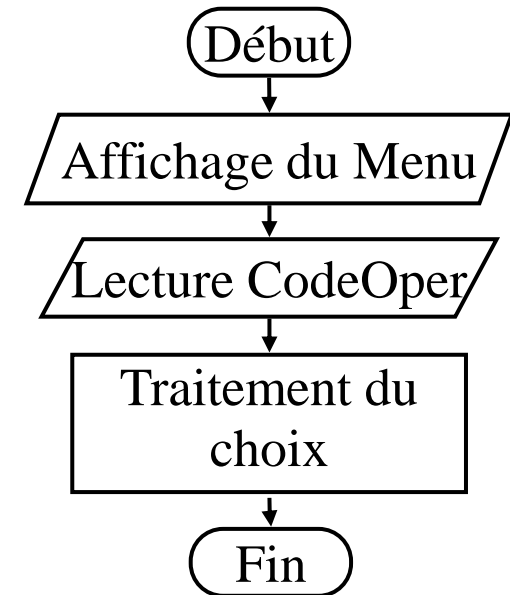 Début
Affichage du Menu
Lecture CodeOper
Traitement du
choix
Fin